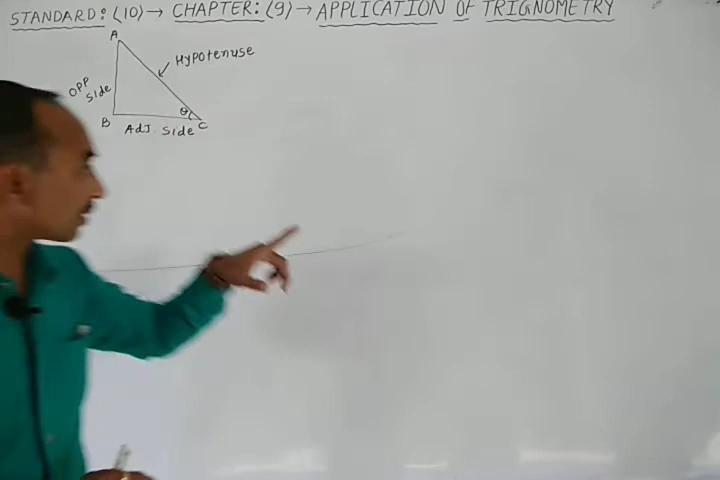 STANDARD: (10) → CHAPTER: (9) → APPLICATION OF TRIGNOMETRY
A
HYPOTENUSE
OPP
SIDE
θ
B
C
ADJ SIDE